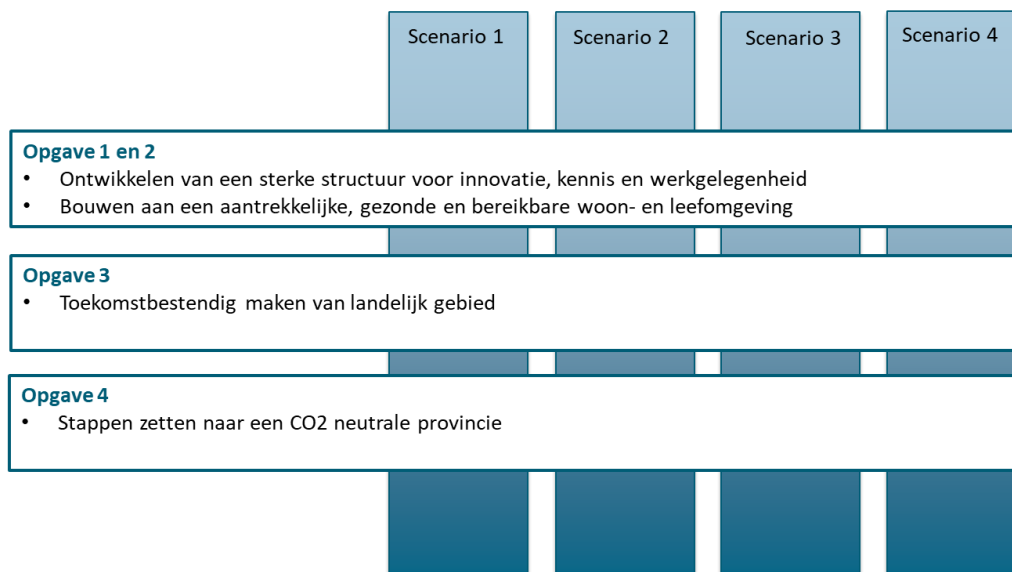 Scenario 1
Scenario 2
Scenario 3
Scenario 4
Opgave 1 en 2
• Ontwikkelen van een sterke structuur voor innovatie, kennis en werkgelegenheid
• Bouwen aan een aantrekkelijke, gezonde en bereikbare woon- en leefomgeving
Opgave 3
• Toekomstbestendig maken van landelijk gebied
Opgave 4
• Stappen zetten naar een CO2 neutrale provincie